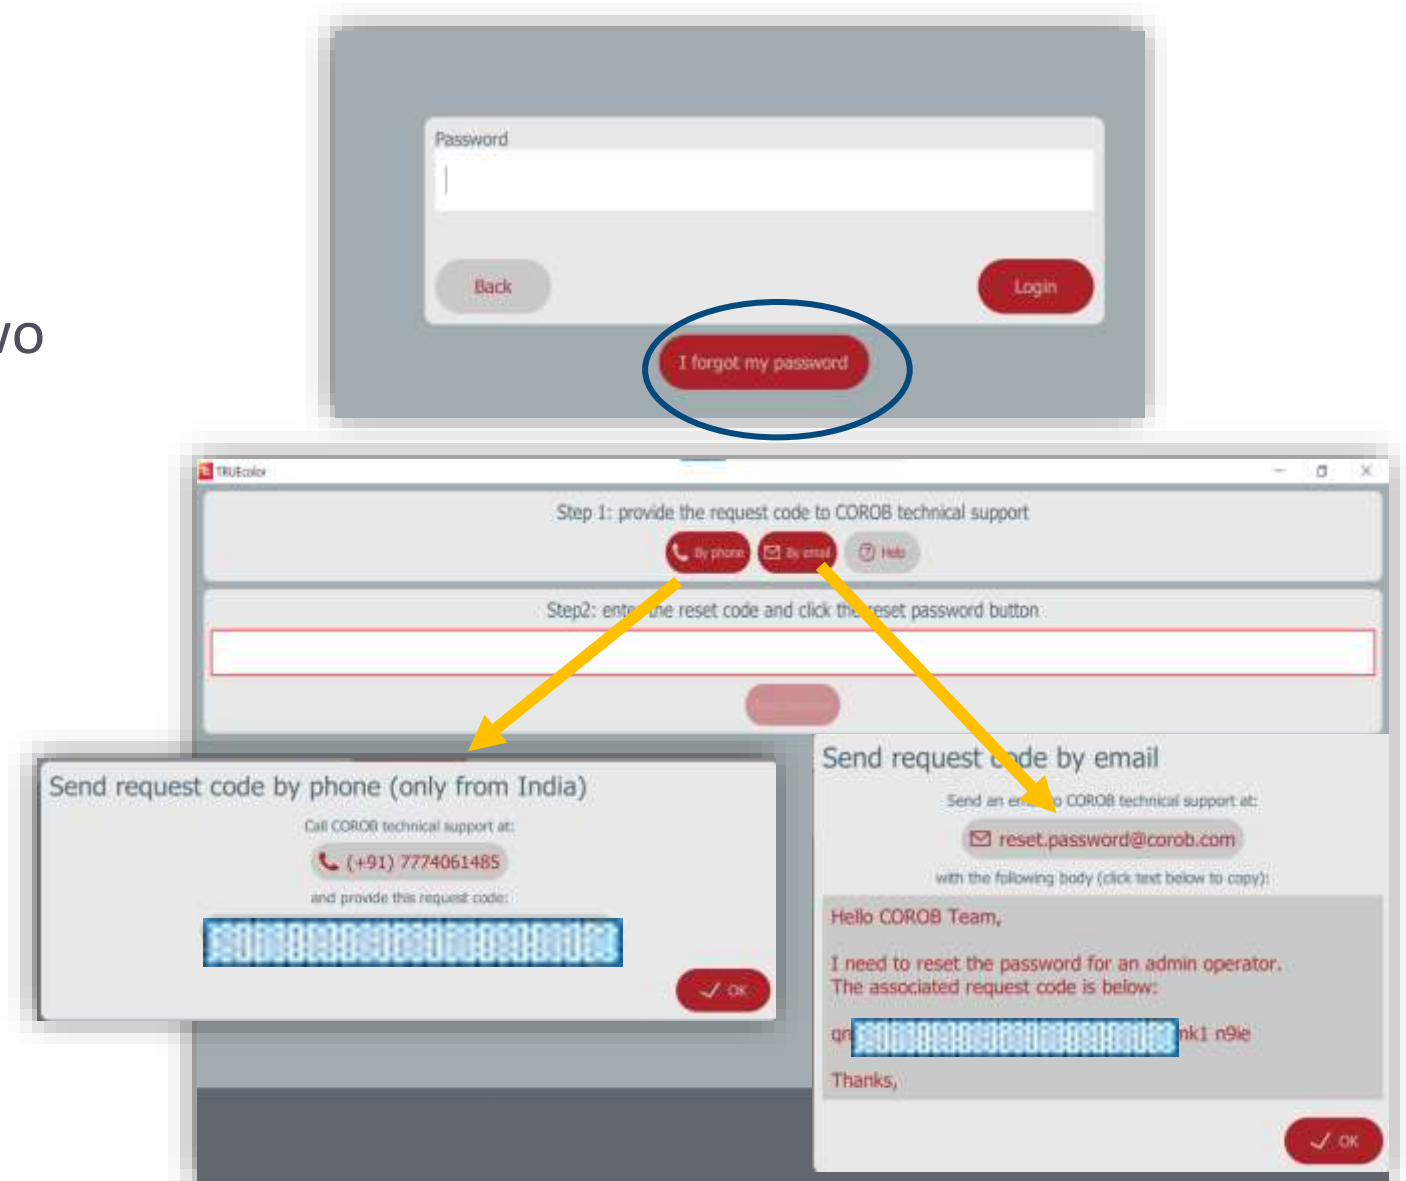 Password
Back
Login
I forgot my password
TRUEcolor
Step 1: provide the request code to COROB technical support
By phone
By email
Help
Step2: enter the reset code and click the reset password button
Send request code by phone (only from India)
Call COROB technical support at:
(+91) 7774061485
and provide this request code:
OK
Send request code by email
Send an email to COROB technical support at:
reset.password@corob.com
with the following body (click text below to copy):
Hello COROB Team,
I need to reset the password for an admin operator.
The associated request code is below:
nk1 n9ie
Thanks,
OK